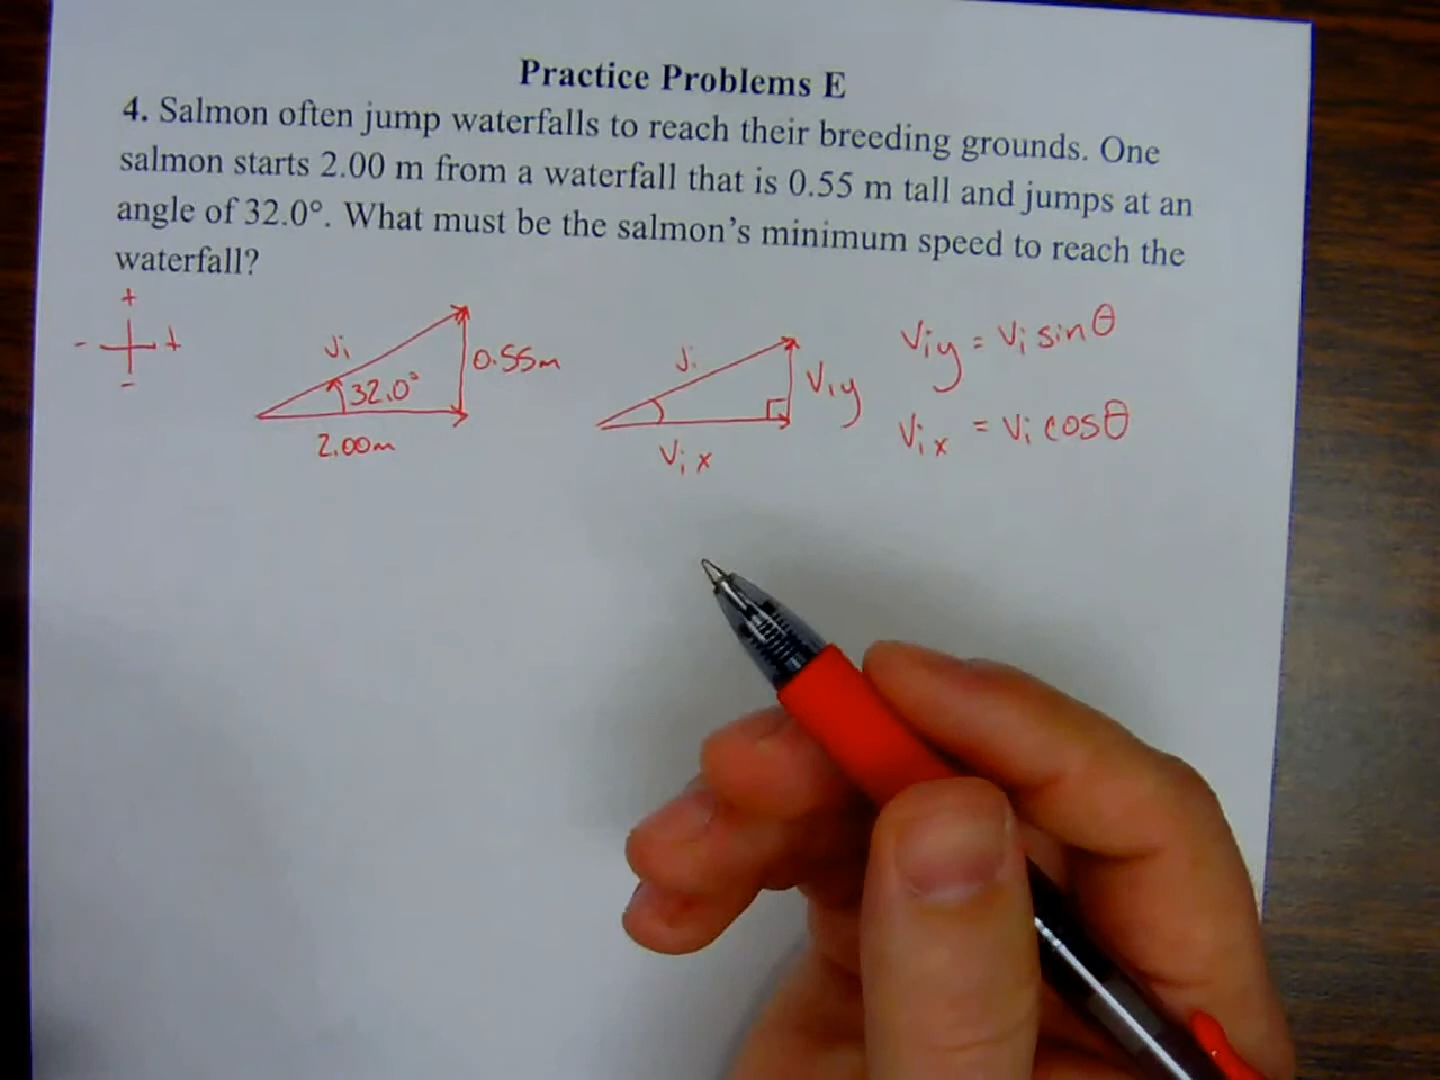 Practice Problems E
4. Salmon often jump waterfalls to reach their breeding grounds. One
salmon starts 2.00 m from a waterfall that is 0.55 m tall and jumps at an
angle of 32.0°. What must be the salmon's minimum speed to reach the
waterfall?
+
- +
-
Vi
32.0°
0.55m
2.00m
Vi
Viy
Vix
Viy = Vi sinθ
Vix = Vi cosθ